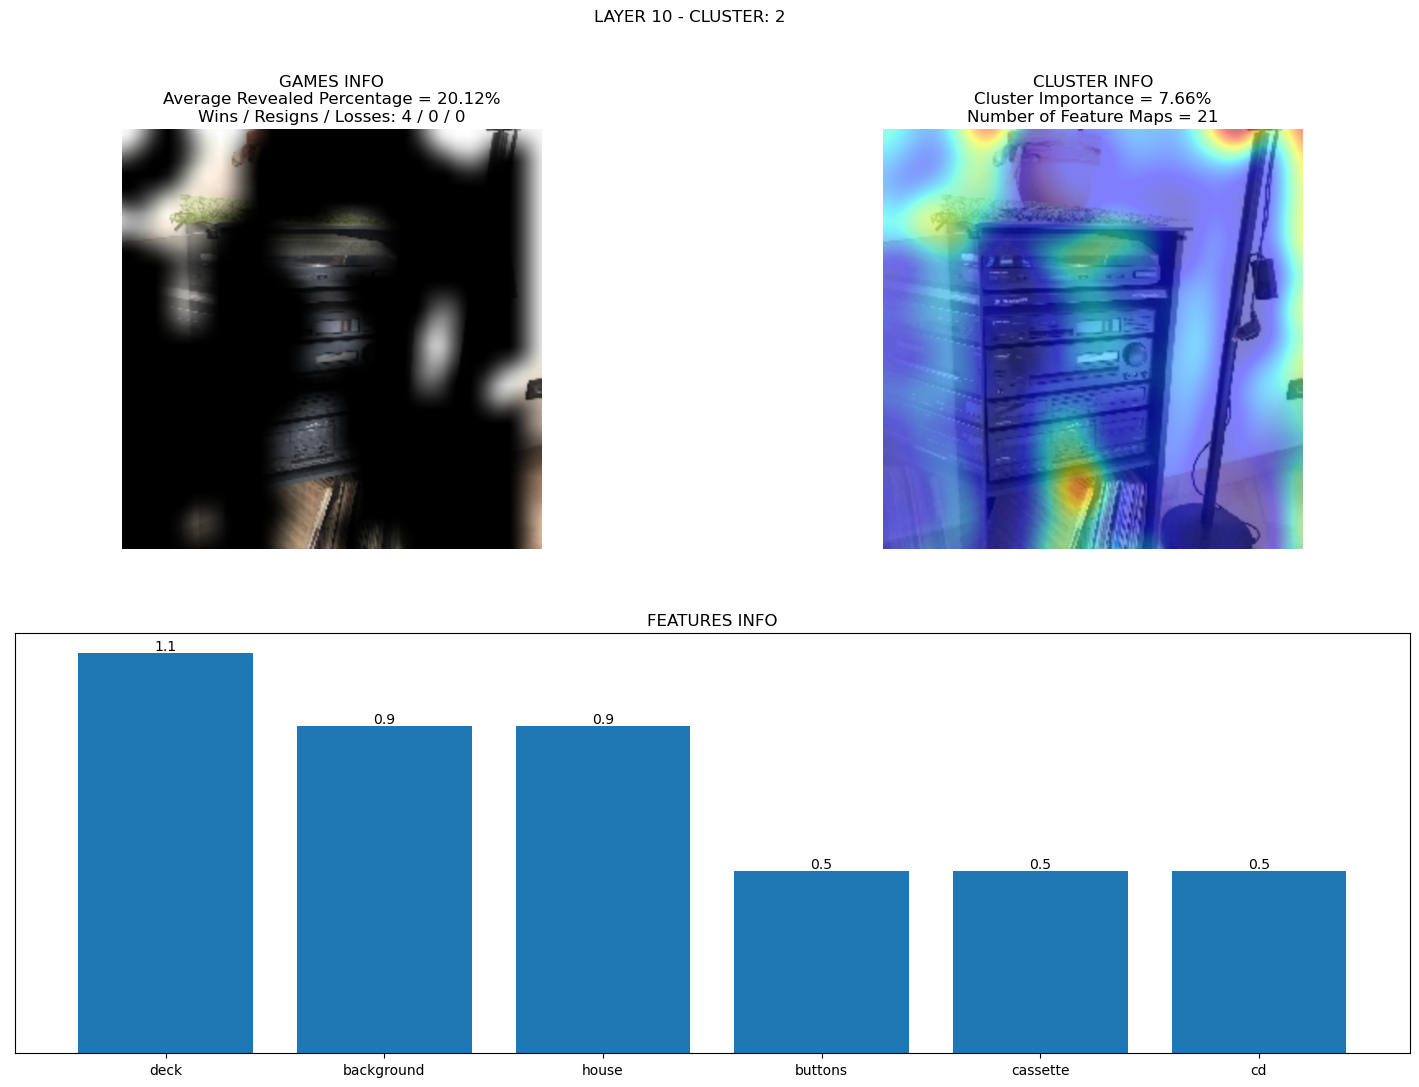 LAYER 10 - CLUSTER: 2
GAMES INFO
Average Revealed Percentage = 20.12%
Wins / Resigns / Losses: 4 / 0 / 0
CLUSTER INFO
Cluster Importance = 7.66%
Number of Feature Maps = 21
FEATURES INFO
1.1
0.9
0.9
0.5
0.5
0.5
deck
background
house
buttons
cassette
cd